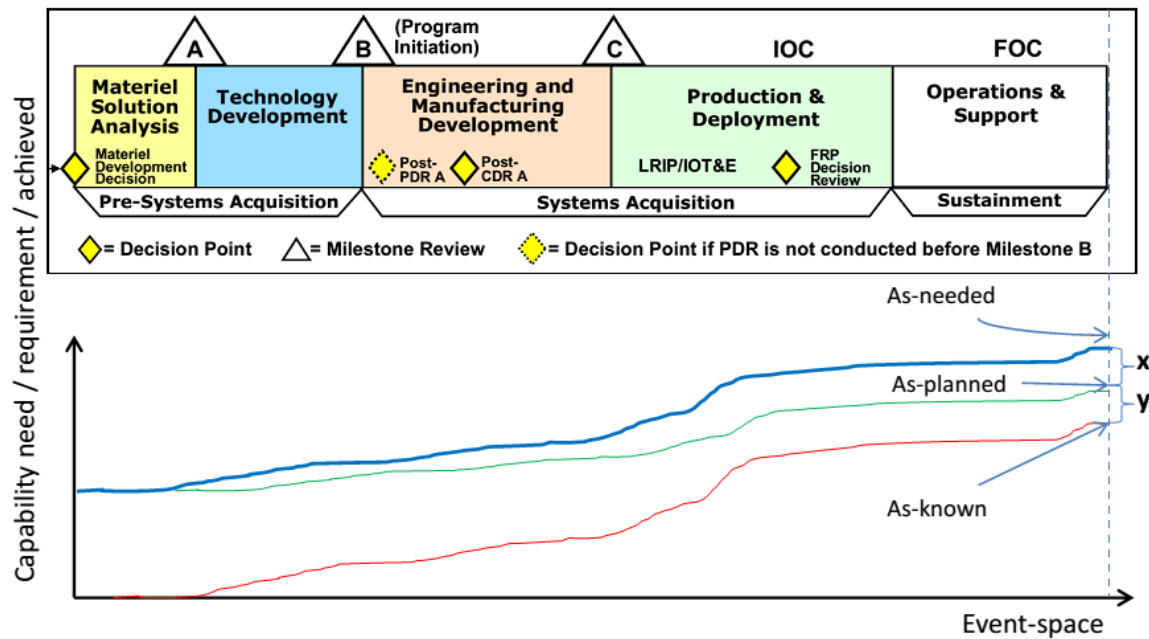 (Program
Initiation)
A
B
C
IOC
FOC
Materiel
Solution
Analysis
Technology
Development
Engineering and
Manufacturing
Development
Production &
Deployment
Operations &
Support
Materiel
Development
Decision
Post-
PDR A
Post-
CDR A
LRIP/IOT&E
FRP
Decision
Review
Pre-Systems Acquisition
Systems Acquisition
Sustainment
= Decision Point
= Milestone Review
= Decision Point if PDR is not conducted before Milestone B
Capability need / requirement / achieved
As-needed
x
As-planned
y
As-known
Event-space